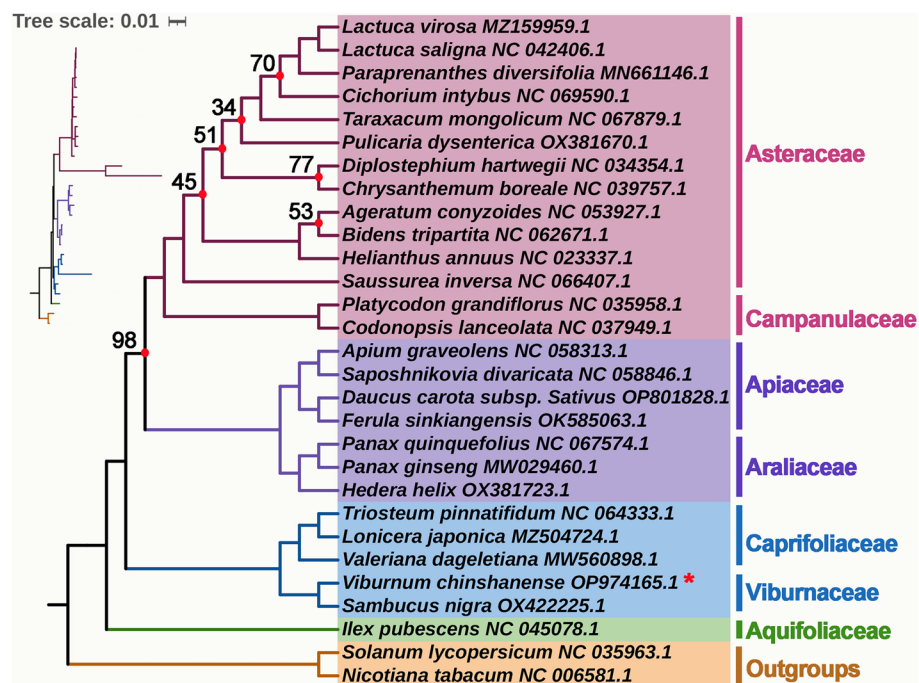 Tree scale: 0.01
Lactuca virosa MZ159959.1
Lactuca saligna NC 042406.1
70
Paraprenanthes diversifolia MN661146.1
Cichorium intybus NC 069590.1
34
Taraxacum mongolicum NC 067879.1
51
Pulicaria dysenterica OX381670.1
Asteraceae
77
Diplostephium hartwegii NC 034354.1
45
Chrysanthemum boreale NC 039757.1
53
Ageratum conyzoides NC 053927.1
Bidens tripartita NC 062671.1
Helianthus annuus NC 023337.1
Saussurea inversa NC 066407.1
Platycodon grandiflorus NC 035958.1
Campanulaceae
Codonopsis lanceolata NC 037949.1
98
Apium graveolens NC 058313.1
Saposhnikovia divaricata NC 058846.1
Apiaceae
Daucus carota subsp. Sativus OP801828.1
Ferula sinkiangensis OK585063.1
Panax quinquefolius NC 067574.1
Panax ginseng MW029460.1
Araliaceae
Hedera helix OX381723.1
Triosteum pinnatifidum NC 064333.1
Lonicera japonica MZ504724.1
Caprifoliaceae
Valeriana dageletiana MW560898.1
Viburnum chinshanense OP974165.1 *
Viburnaceae
Sambucus nigra OX422225.1
Ilex pubescens NC 045078.1
Aquifoliaceae
Solanum lycopersicum NC 035963.1
Outgroups
Nicotiana tabacum NC 006581.1